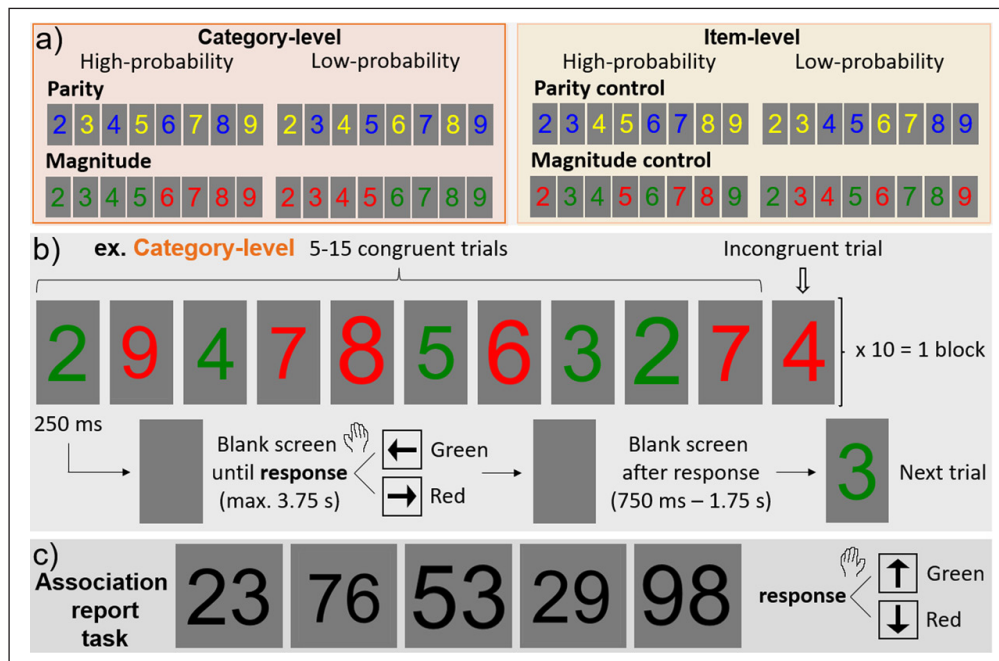 a)
Category-level
High-probability Low-probability
Parity
2 3 4 5 6 7 8 9 2 3 4 5 6 7 8 9
Magnitude
2 3 4 5 6 7 8 9 2 3 4 5 6 7 8 9
Item-level
High-probability Low-probability
Parity control
2 3 4 5 6 7 8 9 2 3 4 5 6 7 8 9
Magnitude control
2 3 4 5 6 7 8 9 2 3 4 5 6 7 8 9
b) ex. Category-level 5-15 congruent trials Incongruent trial
2 9 4 7 8 5 6 3 2 7 4 x 10 = 1 block
250 ms
Blank screen
until response
(max. 3.75 s)
Green
Red
Blank screen
after response
(750 ms – 1.75 s)
3 Next trial
c)
Association
report
task
23 76 53 29 98
response
Green
Red